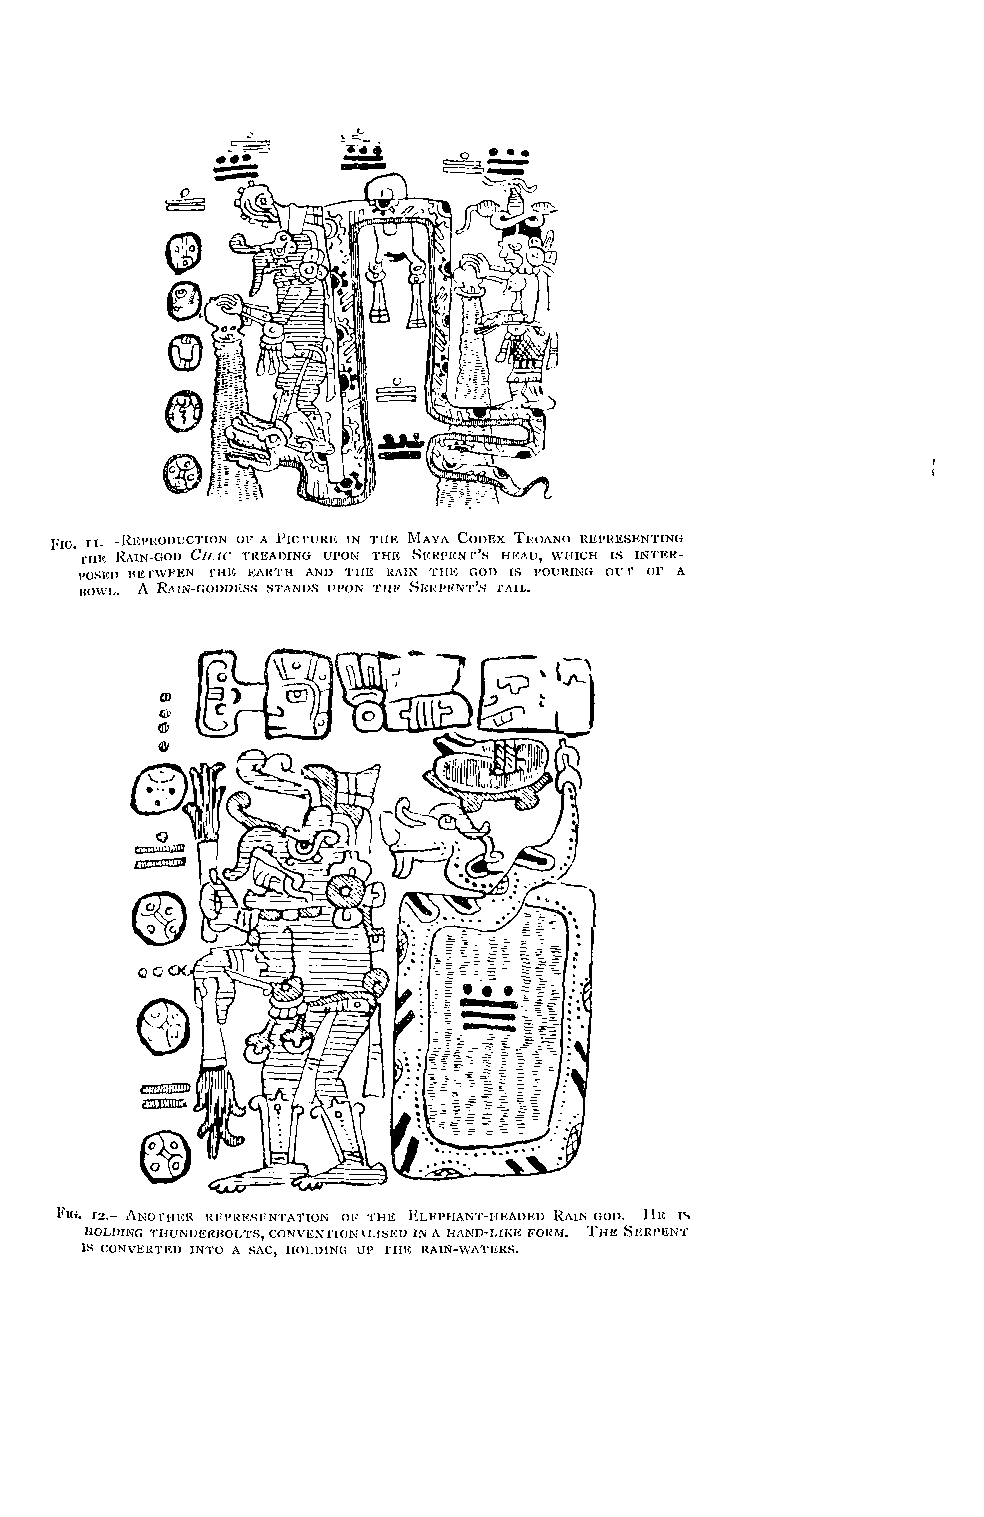 Fig. 11.-Reproduction of a Picture in the Maya Codex Troano representing
the Rain-god Chac treading upon the Serpent's head, which is inter-
posed between the earth and the rain the god is pouring out of a
bowl. A Rain-goddess stands upon the Serpent's tail.
Fig. 12.- Another representation of the Elephant-headed Rain-god. He is
holding thunderbolts, conventionalised in a hand-like form. The Serpent
is converted into a sac, holding up the rain-waters.